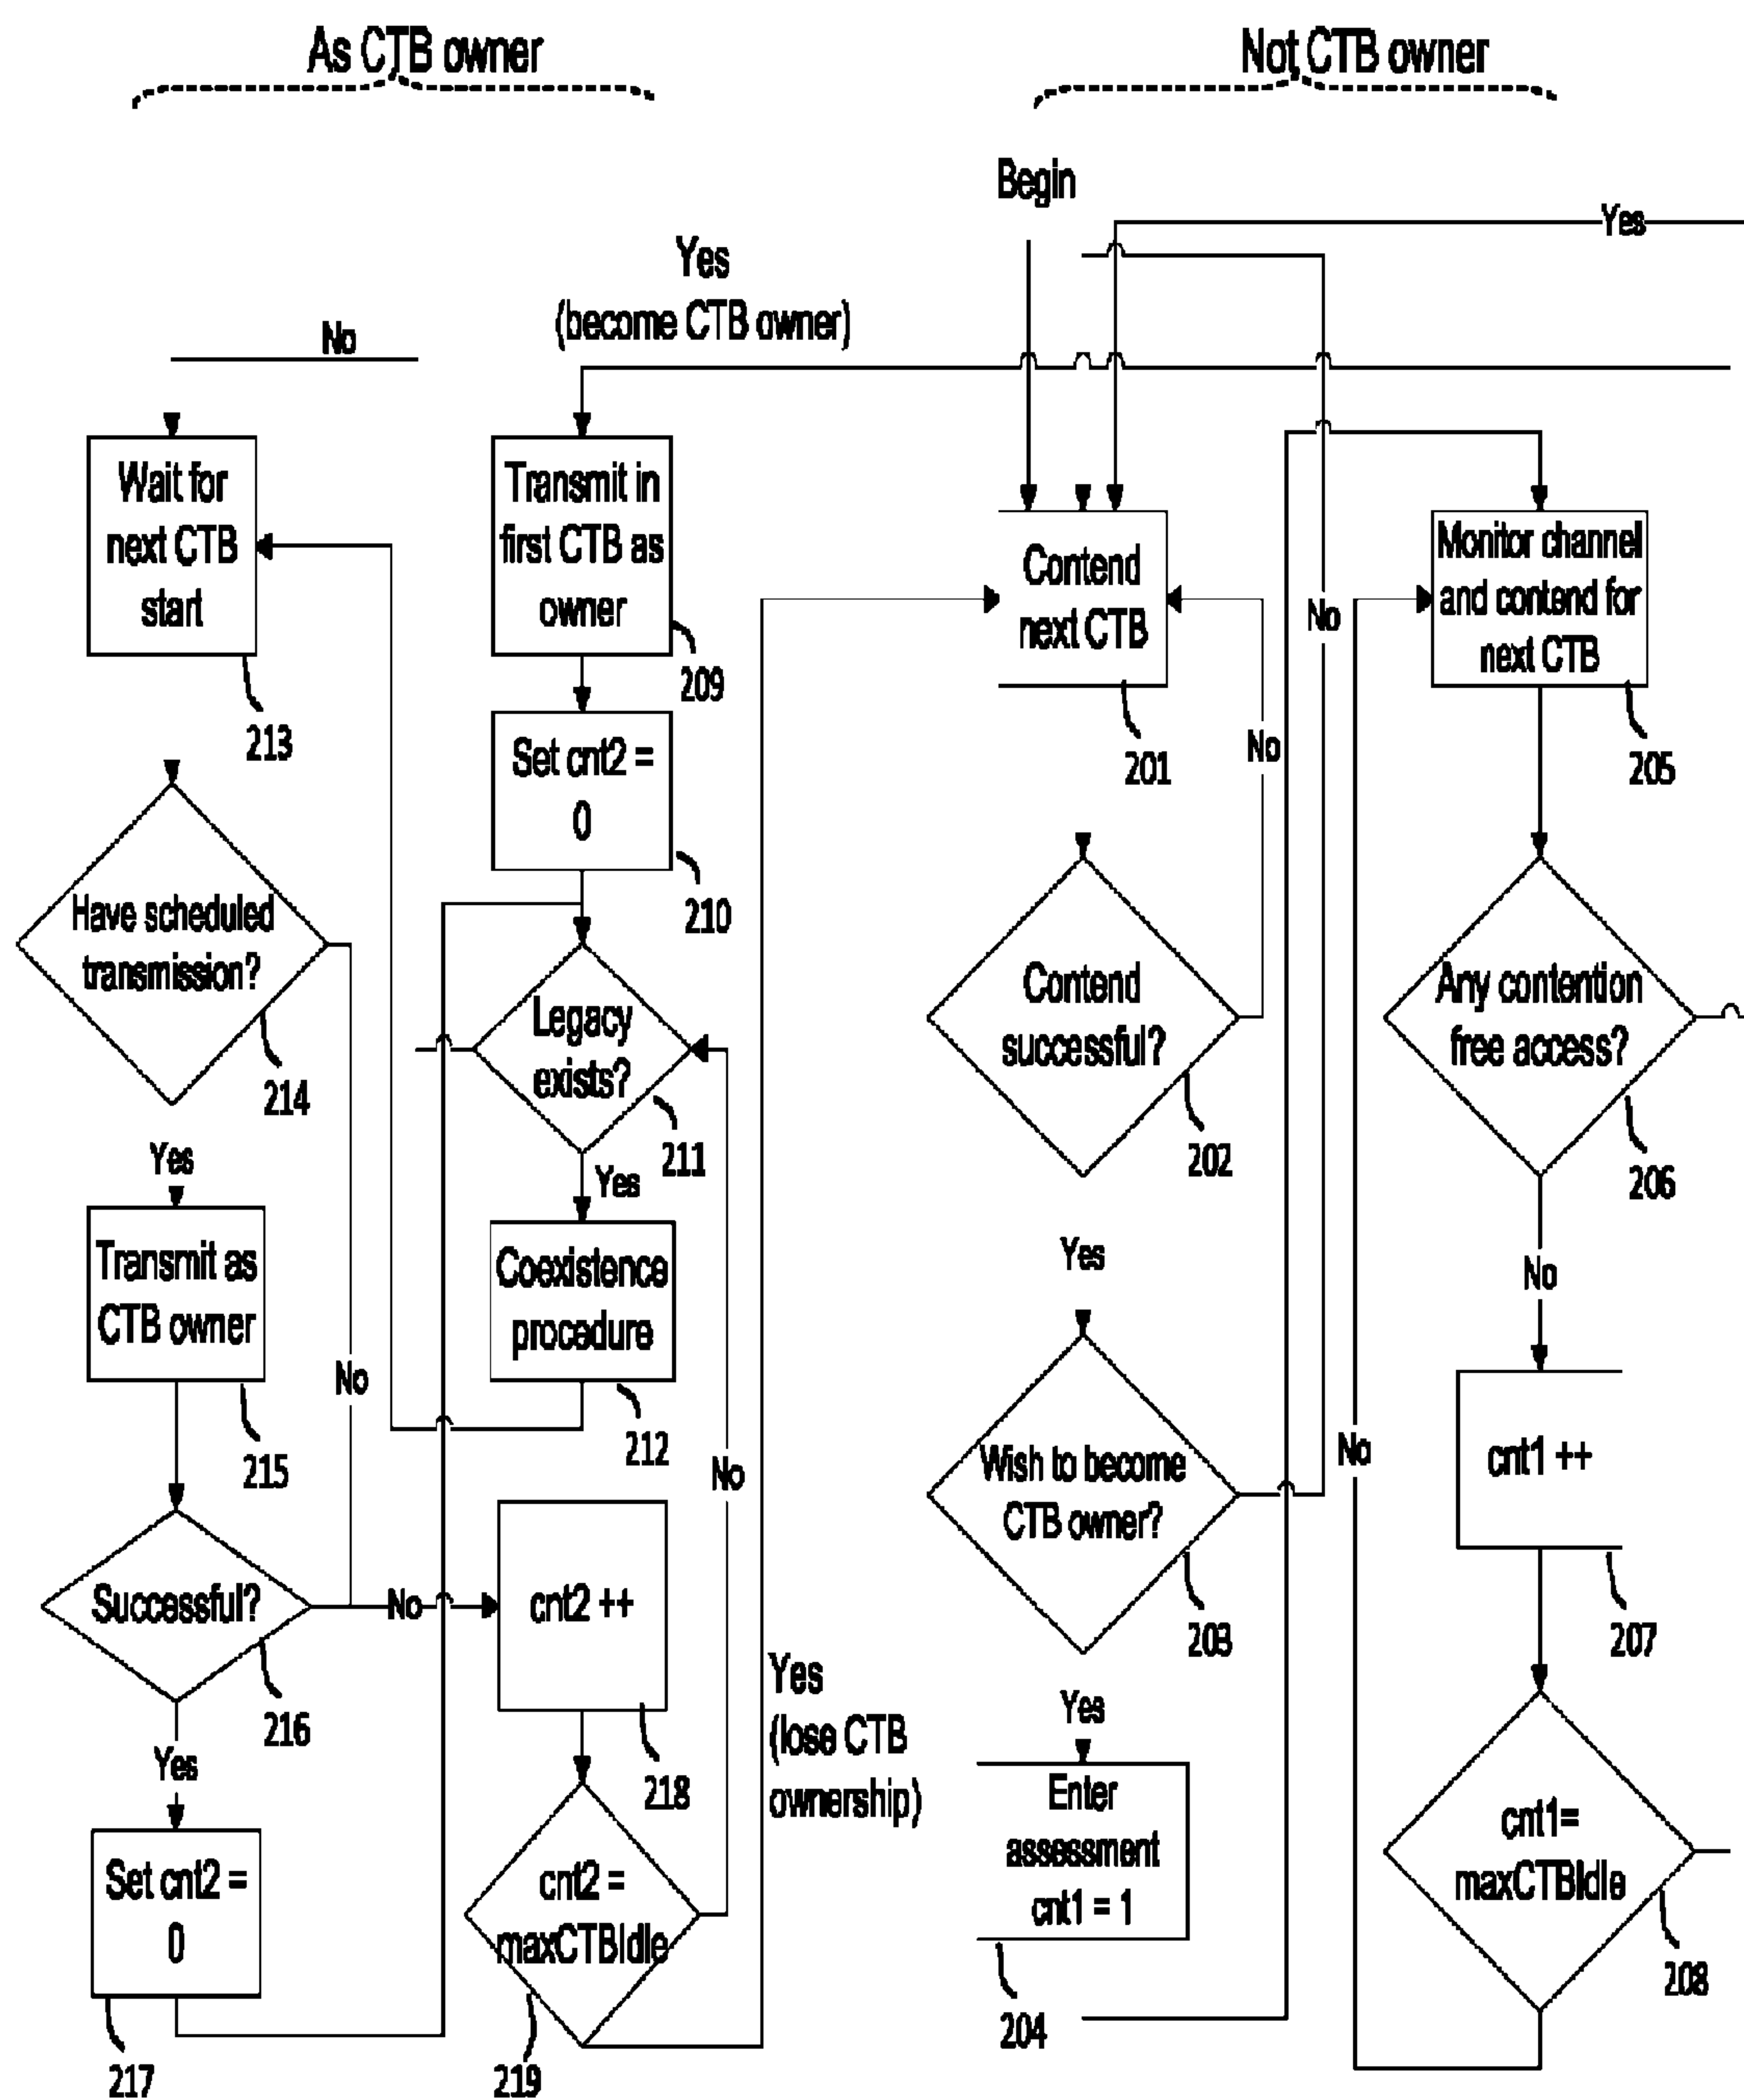 As CTB owner
Not CTB owner
Begin
Yes
Yes
(become CTB owner)
No
Wait for
next CTB
start
213
Transmit in
first CTB as
owner
209
Contend
next CTB
201
Monitor channel
and contend for
next CTB
205
No
No
Set cnt2 =
0
210
Have scheduled
transmission?
214
Legacy
exists?
211
Contend
successful?
202
Any contention
free access?
206
Yes
Yes
Yes
No
Transmit as
CTB owner
215
Coexistence
procedure
212
No
No
No
Wish to become
CTB owner?
203
cnt1 ++
207
Successful?
216
No
cnt2 ++
218
Yes
(lose CTB
ownership)
Yes
Yes
Set cnt2 =
0
217
cnt2 =
maxCTBIdle
219
Enter
assessment
cnt1 = 1
204
cnt1=
maxCTBIdle
208